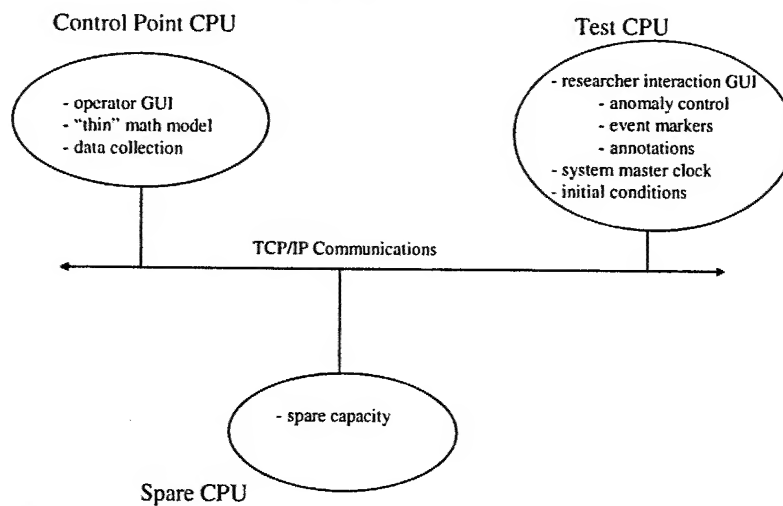 Control Point CPU
- operator GUI
- “thin” math model
- data collection
Test CPU
- researcher interaction GUI
- anomaly control
- event markers
- annotations
- system master clock
- initial conditions
TCP/IP Communications
- spare capacity
Spare CPU